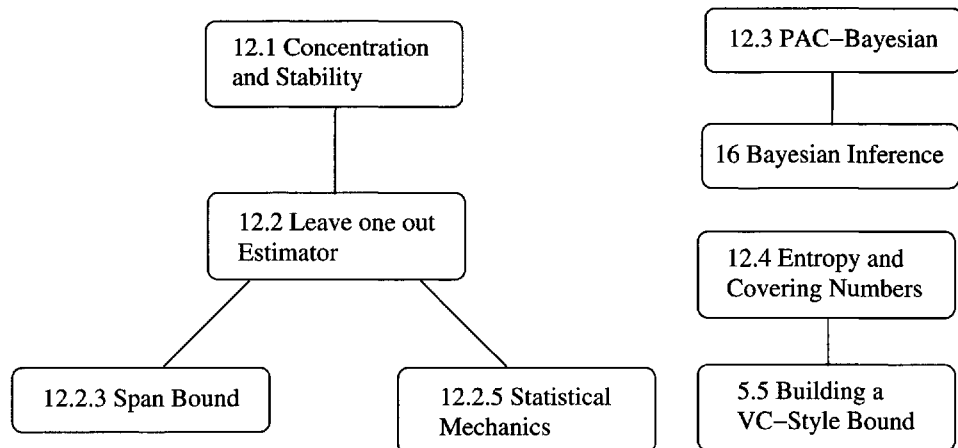 12.1 Concentration
and Stability
12.2 Leave one out
Estimator
12.2.3 Span Bound
12.2.5 Statistical
Mechanics
12.3 PAC−Bayesian
16 Bayesian Inference
12.4 Entropy and
Covering Numbers
5.5 Building a
VC−Style Bound